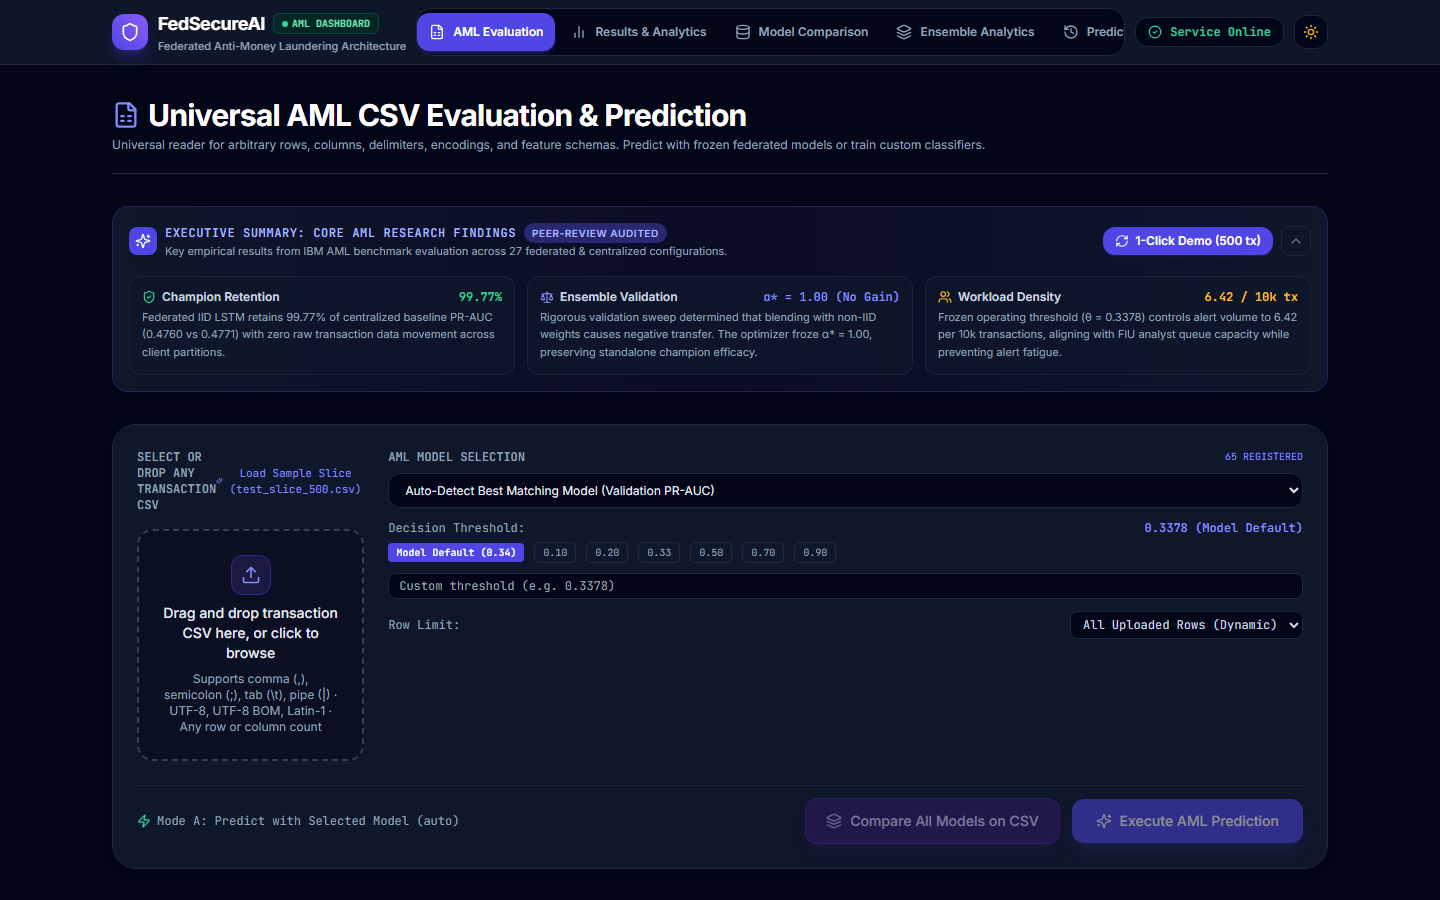 FedSecureAI
AML DASHBOARD
Federated Anti-Money Laundering Architecture
AML Evaluation
Results & Analytics
Model Comparison
Ensemble Analytics
Predic
Service Online
Universal AML CSV Evaluation & Prediction
Universal reader for arbitrary rows, columns, delimiters, encodings, and feature schemas. Predict with frozen federated models or train custom classifiers.
EXECUTIVE SUMMARY: CORE AML RESEARCH FINDINGS
PEER-REVIEW AUDITED
Key empirical results from IBM AML benchmark evaluation across 27 federated & centralized configurations.
1-Click Demo (500 tx)
Champion Retention
99.77%
Federated IID LSTM retains 99.77% of centralized baseline PR-AUC
(0.4760 vs 0.4771) with zero raw transaction data movement across
client partitions.
Ensemble Validation
α* = 1.00 (No Gain)
Rigorous validation sweep determined that blending with non-IID
weights causes negative transfer. The optimizer froze α* = 1.00,
preserving standalone champion efficacy.
Workload Density
6.42 / 10k tx
Frozen operating threshold (θ = 0.3378) controls alert volume to 6.42
per 10k transactions, aligning with FIU analyst queue capacity while
preventing alert fatigue.
SELECT OR
DROP ANY
TRANSACTION
CSV
Load Sample Slice
(test_slice_500.csv)
Drag and drop transaction
CSV here, or click to
browse
Supports comma (,),
semicolon (;), tab (\t), pipe (|) ·
UTF-8, UTF-8 BOM, Latin-1 ·
Any row or column count
AML MODEL SELECTION
65 REGISTERED
Auto-Detect Best Matching Model (Validation PR-AUC)
Decision Threshold:
0.3378 (Model Default)
Model Default (0.34)
0.10
0.20
0.33
0.50
0.70
0.90
Custom threshold (e.g. 0.3378)
Row Limit:
All Uploaded Rows (Dynamic)
Mode A: Predict with Selected Model (auto)
Compare All Models on CSV
Execute AML Prediction